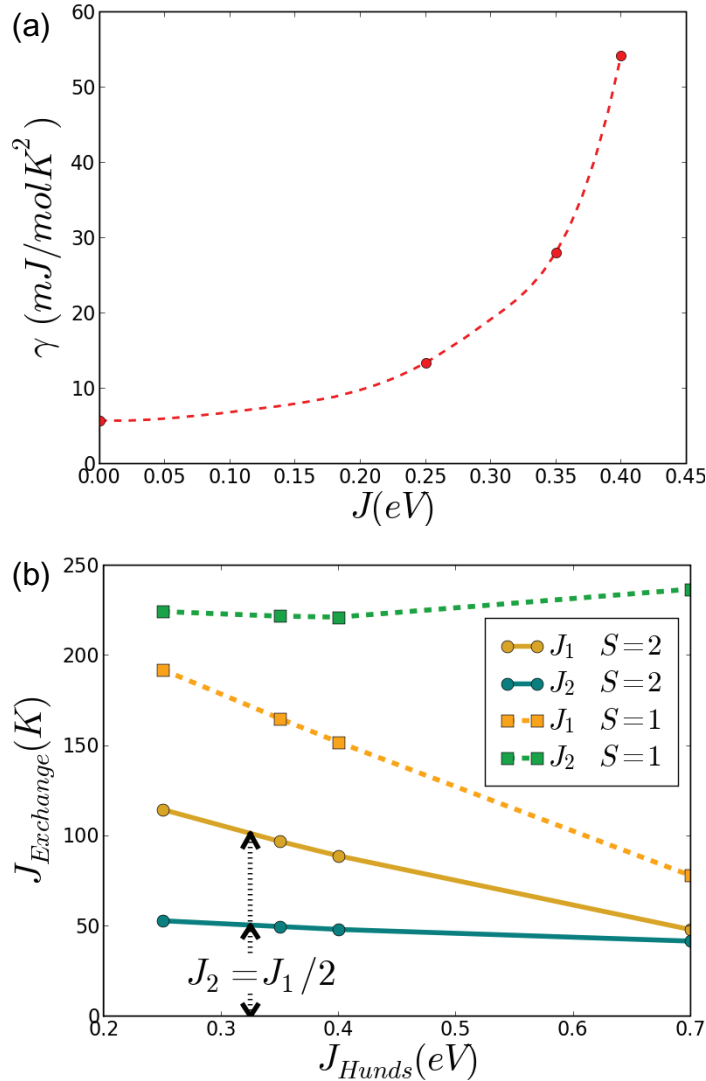 (a)
60
50
40
30
20
10
0
γ (mJ/molK²)
0.00 0.05 0.10 0.15 0.20 0.25 0.30 0.35 0.40 0.45
J(eV)
(b)
250
200
150
100
50
0
J_Exchange(K)
J₁ S=2
J₂ S=2
J₁ S=1
J₂ S=1
J₂=J₁/2
0.2 0.3 0.4 0.5 0.6 0.7
J_Hunds(eV)